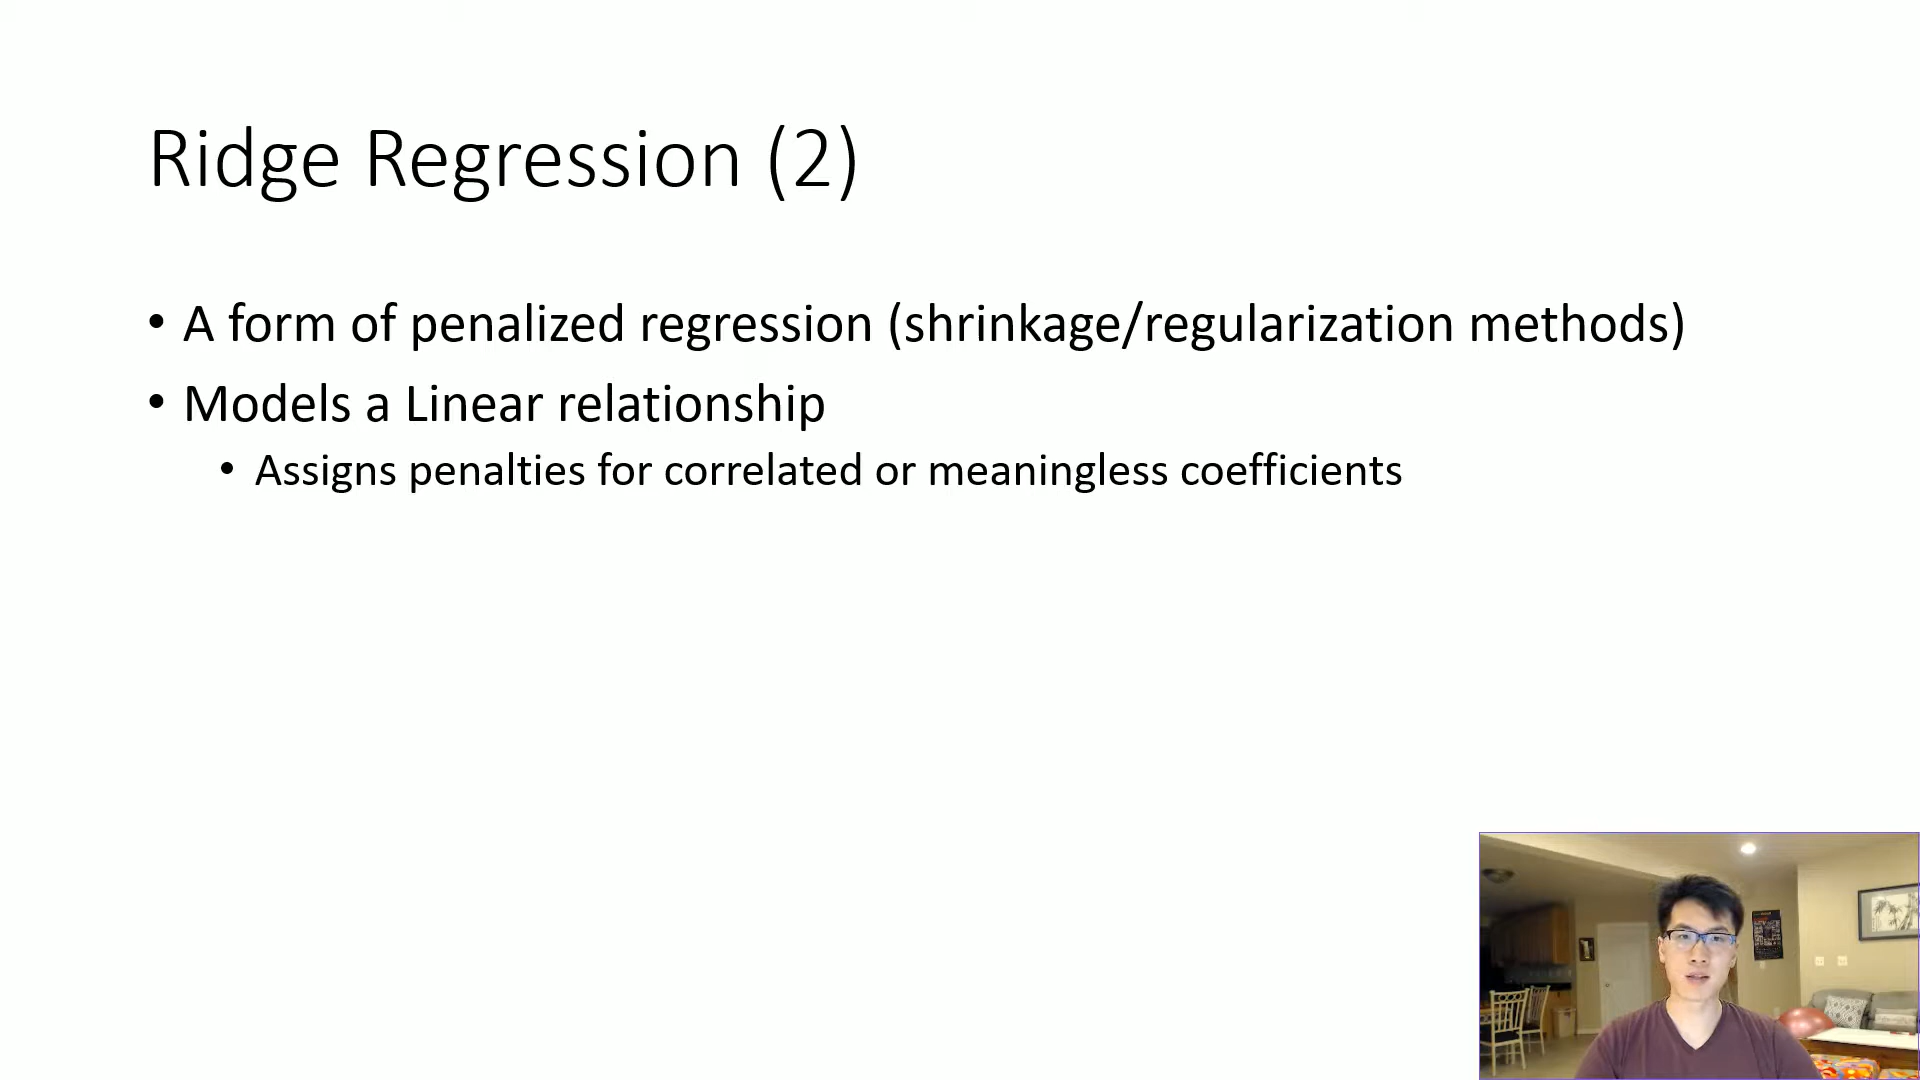 Ridge Regression (2)
• A form of penalized regression (shrinkage/regularization methods)
• Models a Linear relationship
• Assigns penalties for correlated or meaningless coefficients